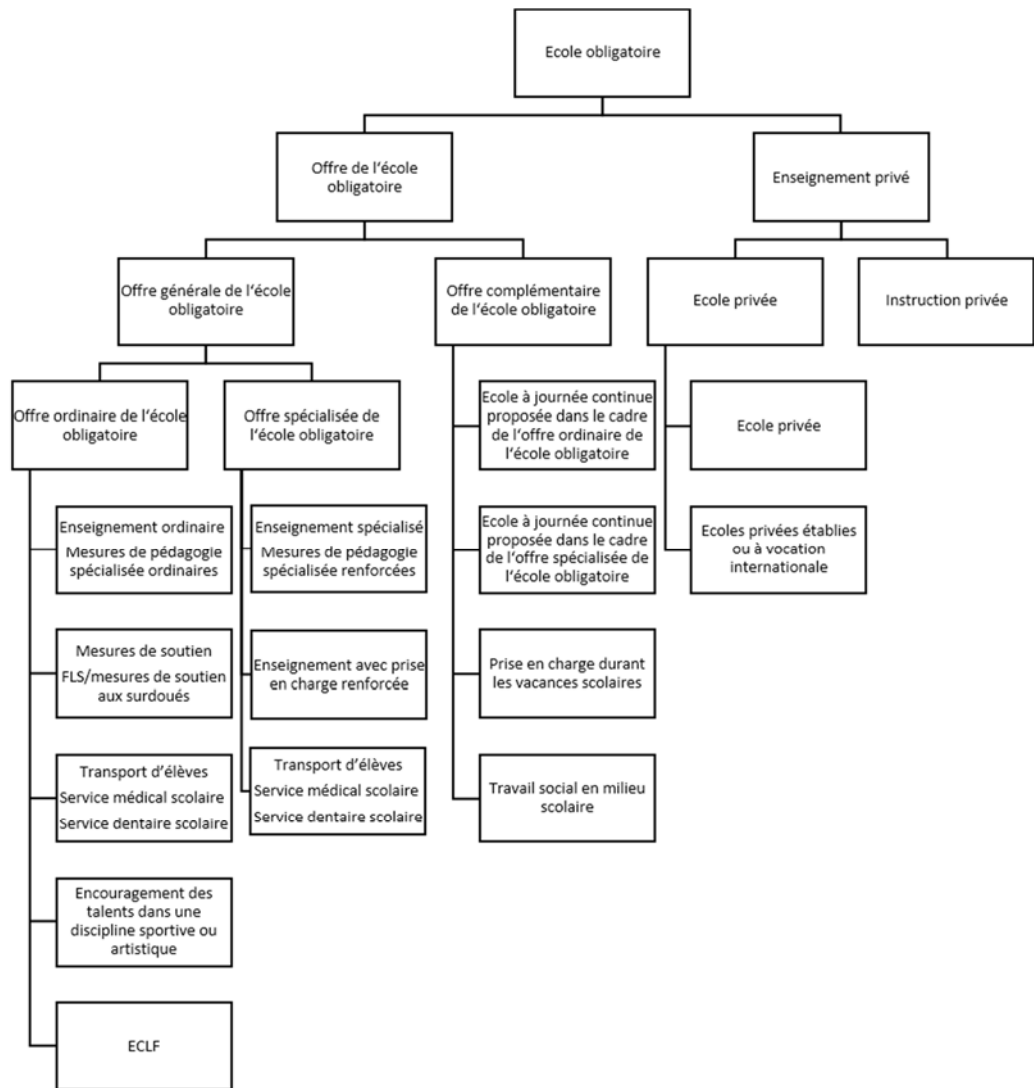 Ecole obligatoire
Offre de l‘école
obligatoire
Enseignement privé
Offre générale de l‘école
obligatoire
Offre complémentaire
de l‘école obligatoire
Ecole privée
Instruction privée
Offre ordinaire de l‘école
obligatoire
Offre spécialisée de
l‘école obligatoire
Ecole à journée continue
proposée dans le cadre
de l‘offre ordinaire de
l‘école obligatoire
Ecole privée
Enseignement ordinaire
Mesures de pédagogie
spécialisée ordinaires
Enseignement spécialisé
Mesures de pédagogie
spécialisée renforcées
Ecole à journée continue
proposée dans le cadre
de l‘offre spécialisée de
l‘école obligatoire
Ecoles privées établies
ou à vocation
internationale
Mesures de soutien
FLS/mesures de soutien
aux surdoués
Enseignement avec prise
en charge renforcée
Prise en charge durant
les vacances scolaires
Transport d’élèves
Service médical scolaire
Service dentaire scolaire
Transport d’élèves
Service médical scolaire
Service dentaire scolaire
Travail social en milieu
scolaire
Encouragement des
talents dans une
discipline sportive ou
artistique
ECLF